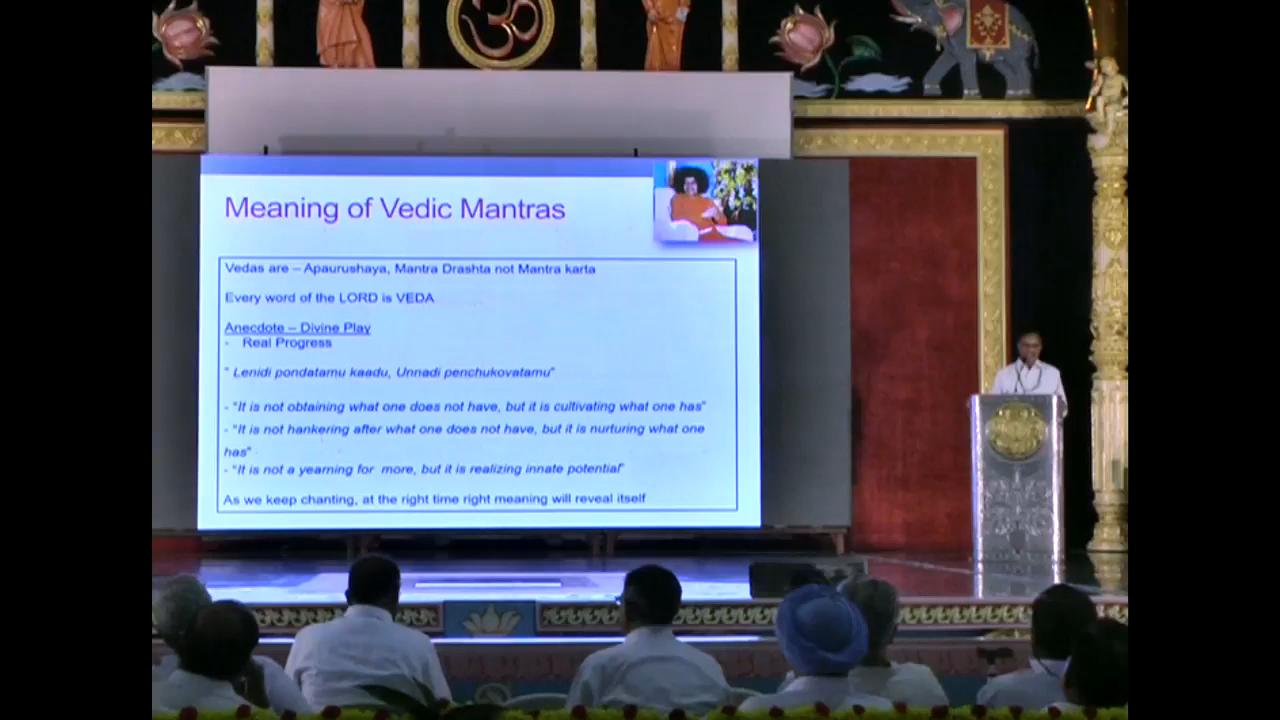 ॐ
Meaning of Vedic Mantras
Vedas are – Apaurushaya, Mantra Drashta not Mantra karta
Every word of the LORD is VEDA
Anecdote – Divine Play
- Real Progress
" Lenidi pondatamu kaadu, Unnadi penchukovatamu"
- "It is not obtaining what one does not have, but it is cultivating what one has"
- "It is not hankering after what one does not have, but it is nurturing what one
has"
- "It is not a yearning for more, but it is realizing innate potential"
As we keep chanting, at the right time right meaning will reveal itself